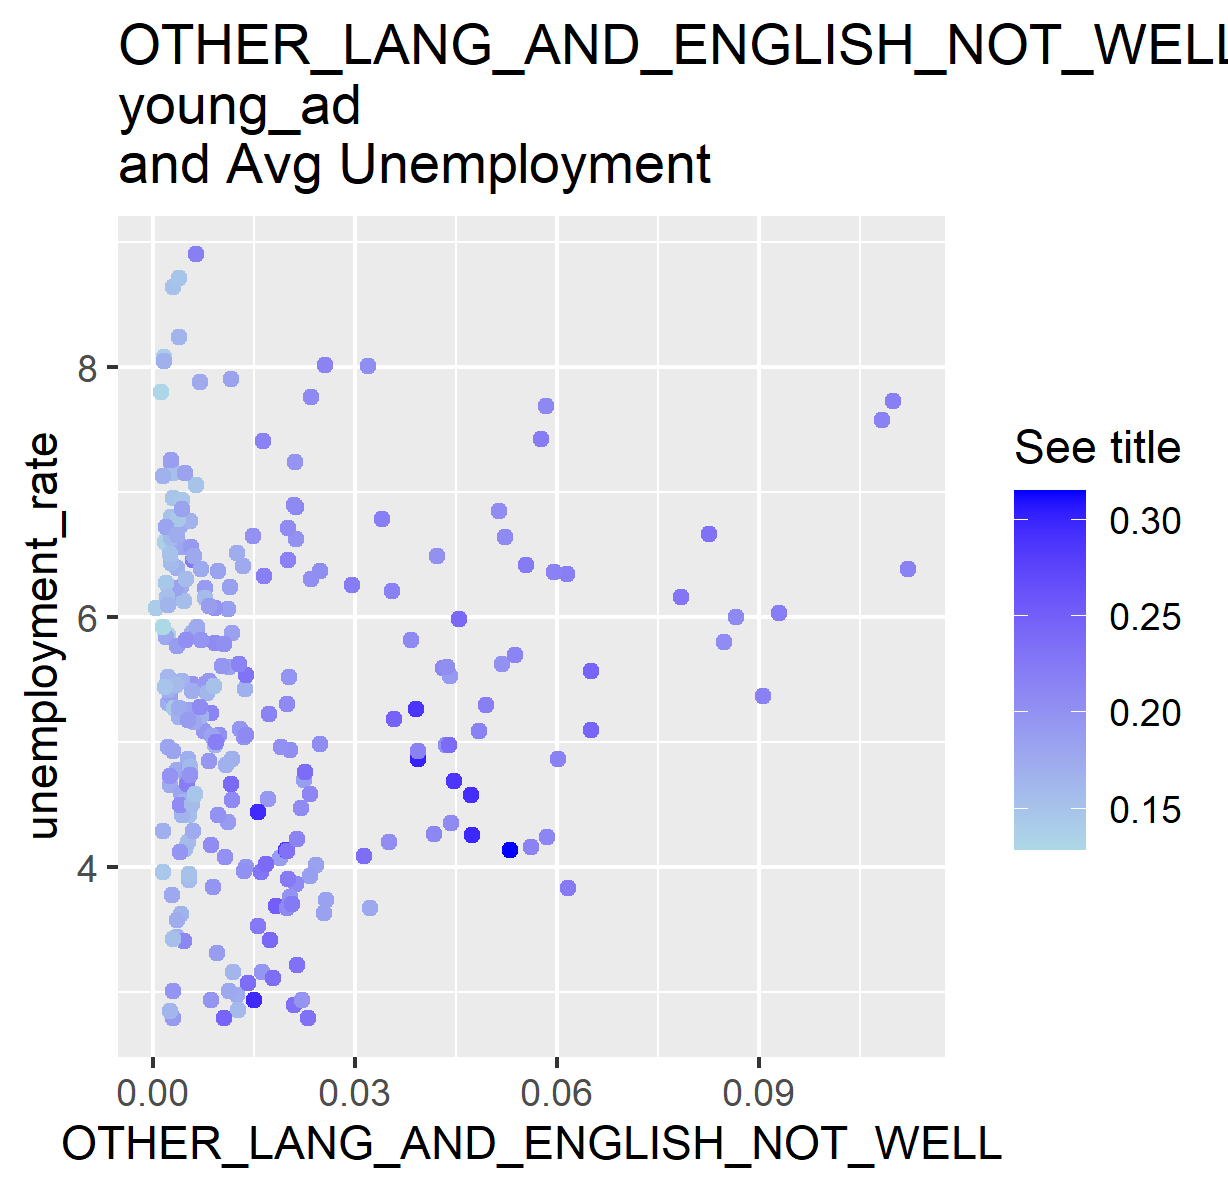 OTHER_LANG_AND_ENGLISH_NOT_WELL
young_ad
and Avg Unemployment
unemployment_rate
8
6
4
0.00 0.03 0.06 0.09
OTHER_LANG_AND_ENGLISH_NOT_WELL
See title
0.30
0.25
0.20
0.15